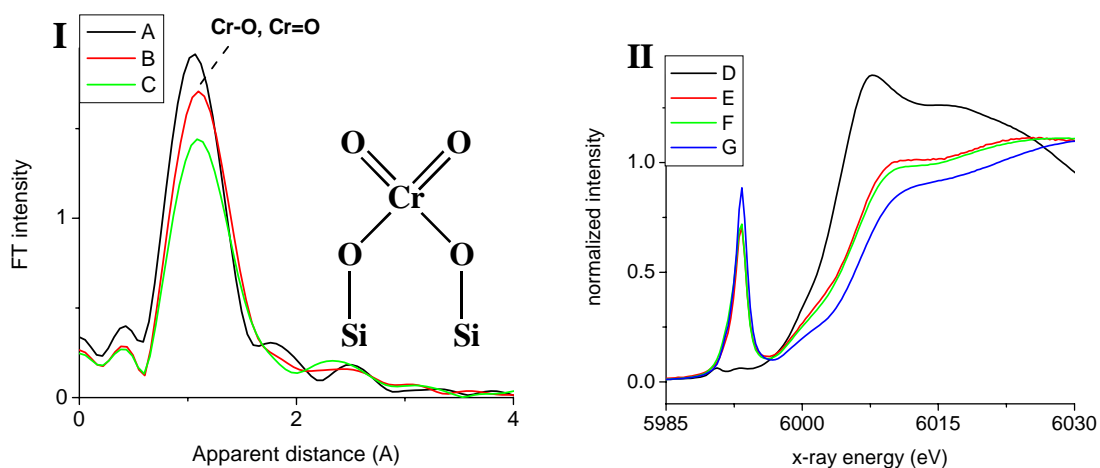 I
A
B
C
Cr-O, Cr=O
O O
Cr
O O
Si Si
FT intensity
1
0
0 2 4
Apparent distance (A)
II
D
E
F
G
normalized intensity
1.0
0.5
0.0
5985 6000 6015 6030
x-ray energy (eV)